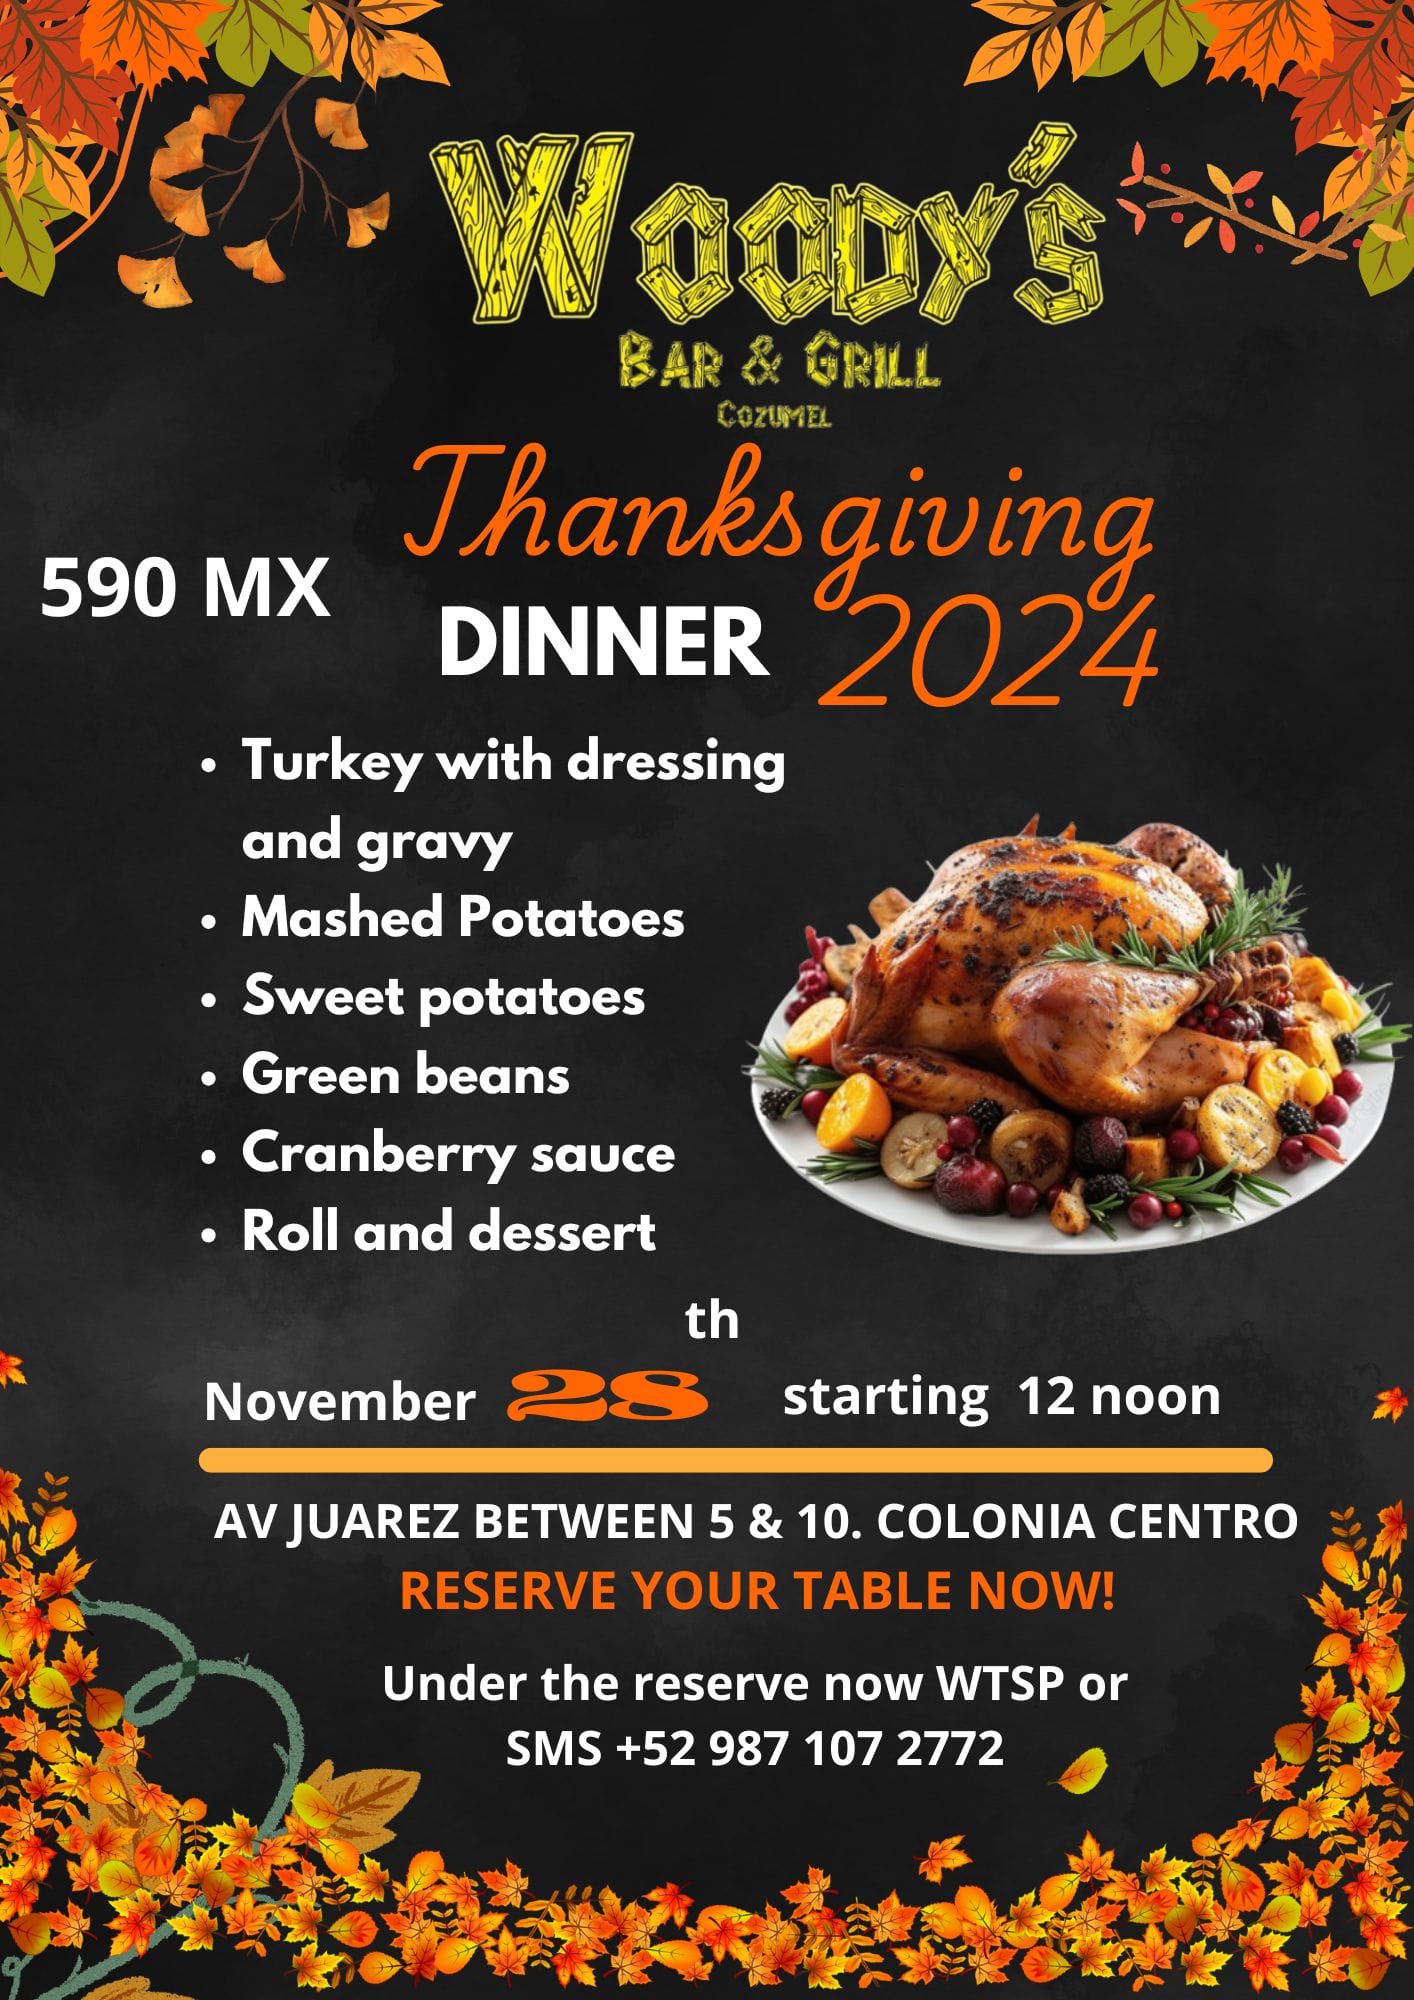 Woody's
Bar & Grill
Cozumel
Thanksgiving
590 MX
DINNER 2024
• Turkey with dressing
and gravy
• Mashed Potatoes
• Sweet potatoes
• Green beans
• Cranberry sauce
• Roll and dessert
th
November 28 starting 12 noon
AV JUAREZ BETWEEN 5 & 10. COLONIA CENTRO
RESERVE YOUR TABLE NOW!
Under the reserve now WTSP or
SMS +52 987 107 2772